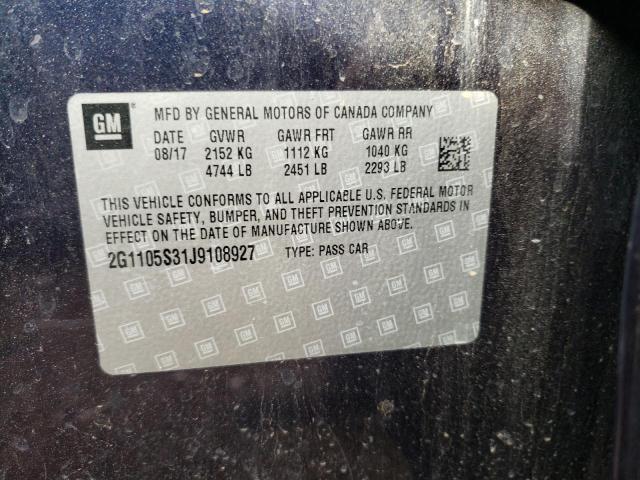 GM
MFD BY GENERAL MOTORS OF CANADA COMPANY
DATE GVWR GAWR FRT GAWR RR
08/17 2152 KG 1112 KG 1040 KG
4744 LB 2451 LB 2293 LB
THIS VEHICLE CONFORMS TO ALL APPLICABLE U.S. FEDERAL MOTOR
VEHICLE SAFETY, BUMPER, AND THEFT PREVENTION STANDARDS IN
EFFECT ON THE DATE OF MANUFACTURE SHOWN ABOVE.
2G1105S31J9108927 TYPE: PASS CAR